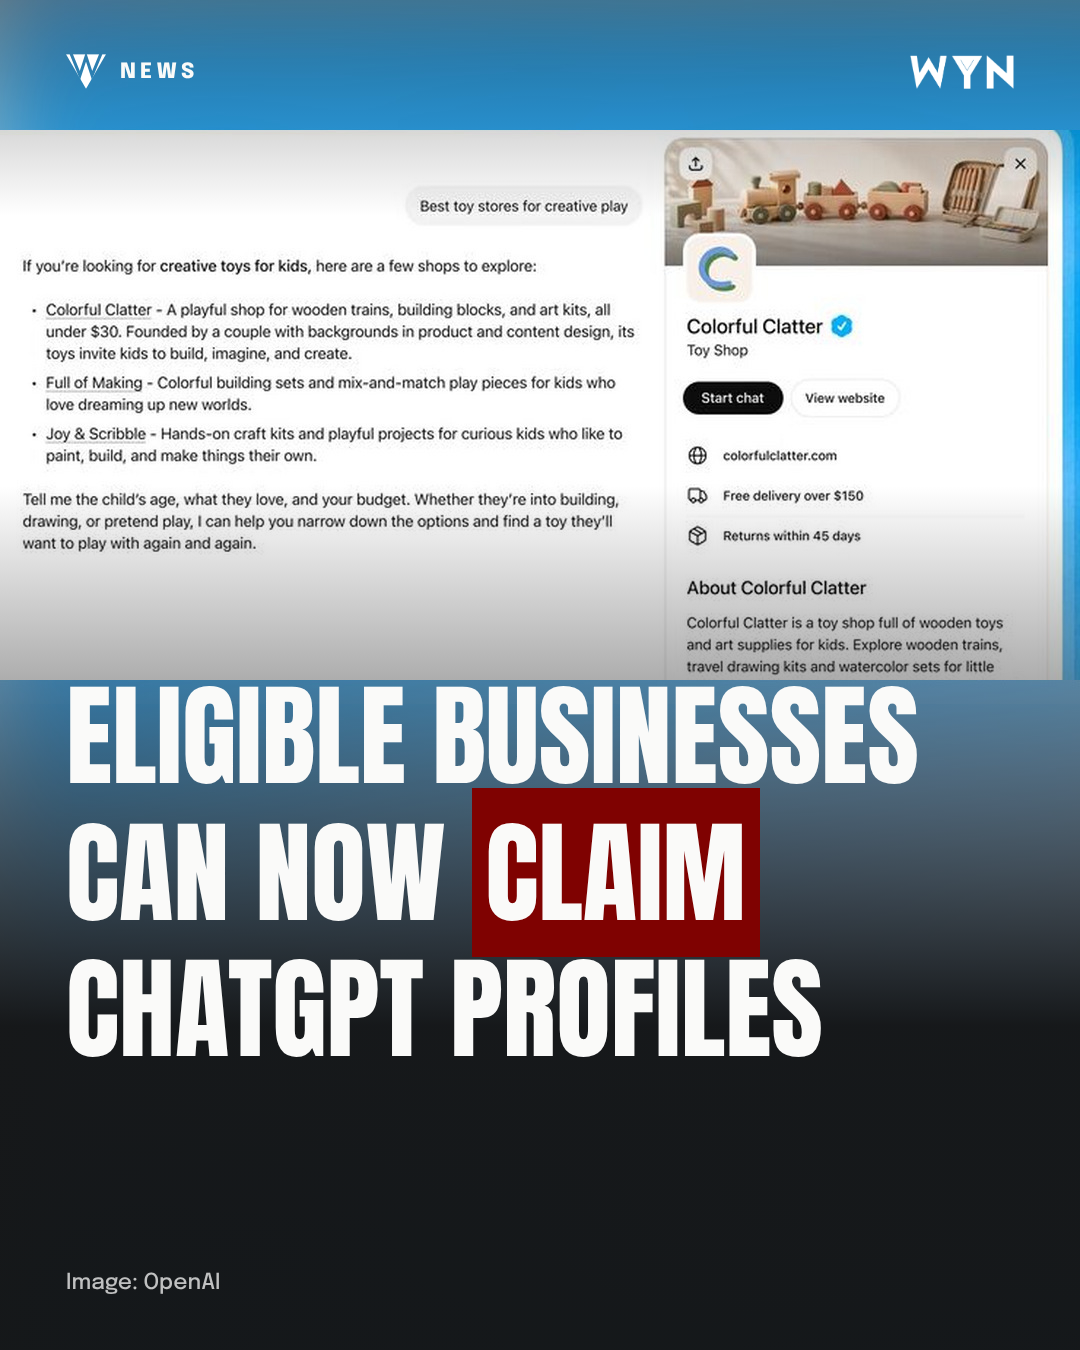 NEWS
WYN
Best toy stores for creative play
If you're looking for creative toys for kids, here are a few shops to explore:
• Colorful Clatter - A playful shop for wooden trains, building blocks, and art kits, all
under $30. Founded by a couple with backgrounds in product and content design, its
toys invite kids to build, imagine, and create.
• Full of Making - Colorful building sets and mix-and-match play pieces for kids who
love dreaming up new worlds.
• Joy & Scribble - Hands-on craft kits and playful projects for curious kids who like to
paint, build, and make things their own.
Tell me the child's age, what they love, and your budget. Whether they're into building,
drawing, or pretend play, I can help you narrow down the options and find a toy they'll
want to play with again and again.
Colorful Clatter
Toy Shop
Start chat
View website
colorfulclatter.com
Free delivery over $150
Returns within 45 days
About Colorful Clatter
Colorful Clatter is a toy shop full of wooden toys
and art supplies for kids. Explore wooden trains,
travel drawing kits and watercolor sets for little
ELIGIBLE BUSINESSES
CAN NOW CLAIM
CHATGPT PROFILES
Image: OpenAI